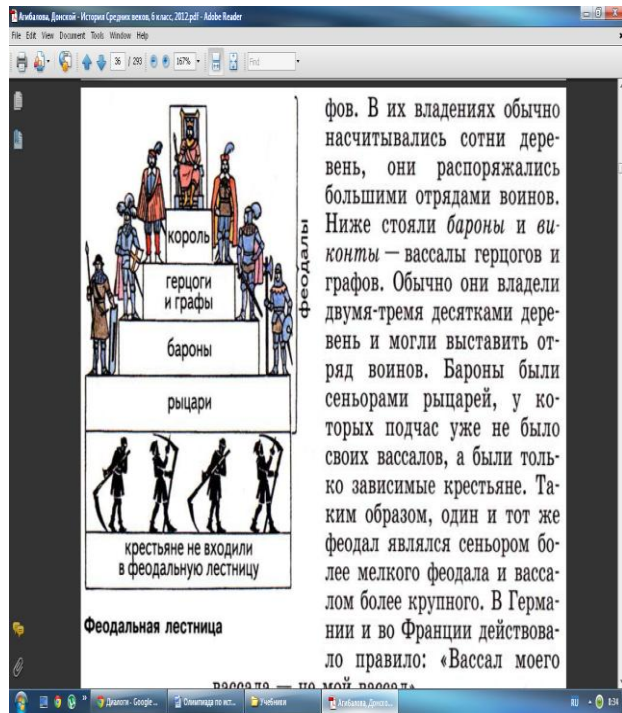 Агибалова, Донской - История Средних веков, 6 класс, 2012.pdf - Adobe Reader
File Edit View Document Tools Window Help
36 / 293 167% Find
король
герцоги
и графы
бароны
рыцари
феодалы
крестьяне не входили
в феодальную лестницу
Феодальная лестница
фов. В их владениях обычно
насчитывались сотни дере-
вень, они распоряжались
большими отрядами воинов.
Ниже стояли бароны и ви-
конты — вассалы герцогов и
графов. Обычно они владели
двумя-тремя десятками дере-
вень и могли выставить от-
ряд воинов. Бароны были
сеньорами рыцарей, у ко-
торых подчас уже не было
своих вассалов, а были толь-
ко зависимые крестьяне. Та-
ким образом, один и тот же
феодал являлся сеньором бо-
лее мелкого феодала и васса-
лом более крупного. В Герма-
нии и во Франции действова-
ло правило: «Вассал моего
вассала — не мой вассал»
Диалоги - Google ... Олимпиада по ист... Учебники Агибалова, Донск... RU 8:34